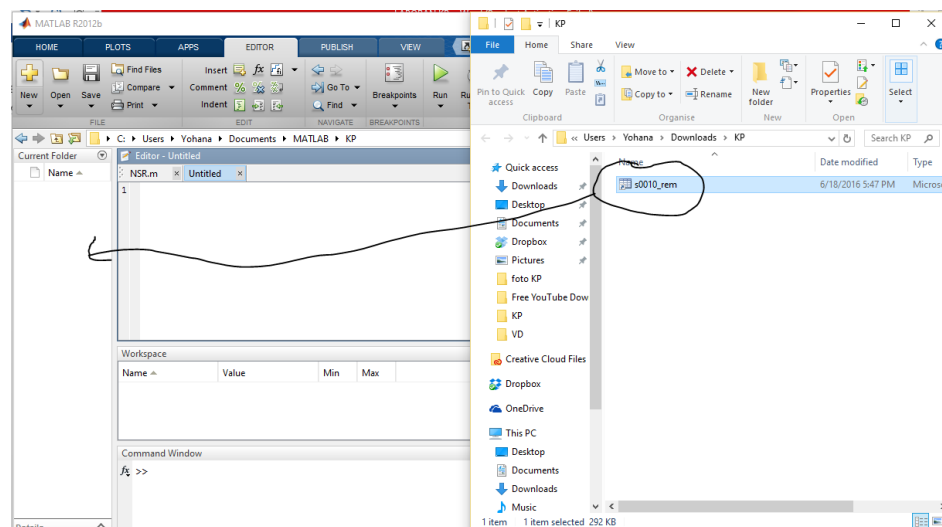 MATLAB R2012b
HOME PLOTS APPS EDITOR PUBLISH VIEW
New Open Save Find Files Compare Print
Insert Comment Indent
Go To Find
Breakpoints Run
FILE EDIT NAVIGATE BREAKPOINTS
C: Users Yohana Documents MATLAB KP
Current Folder
Name
Editor - Untitled
NSR.m Untitled
1
Workspace
Name Value Min Max
Command Window
fx >>
KP
File Home Share View
Pin to Quick access Copy Paste
Move to Copy to Delete Rename
New folder Properties Select
Clipboard Organise New Open
« Users Yohana Downloads KP Search KP
Quick access
Downloads
Desktop
Documents
Dropbox
Pictures
foto KP
Free YouTube Dow
KP
VD
Creative Cloud Files
Dropbox
OneDrive
This PC
Desktop
Documents
Downloads
Music
Name Date modified Type
s0010_rem 6/18/2016 5:47 PM Micros
1 item 1 item selected 292 KB